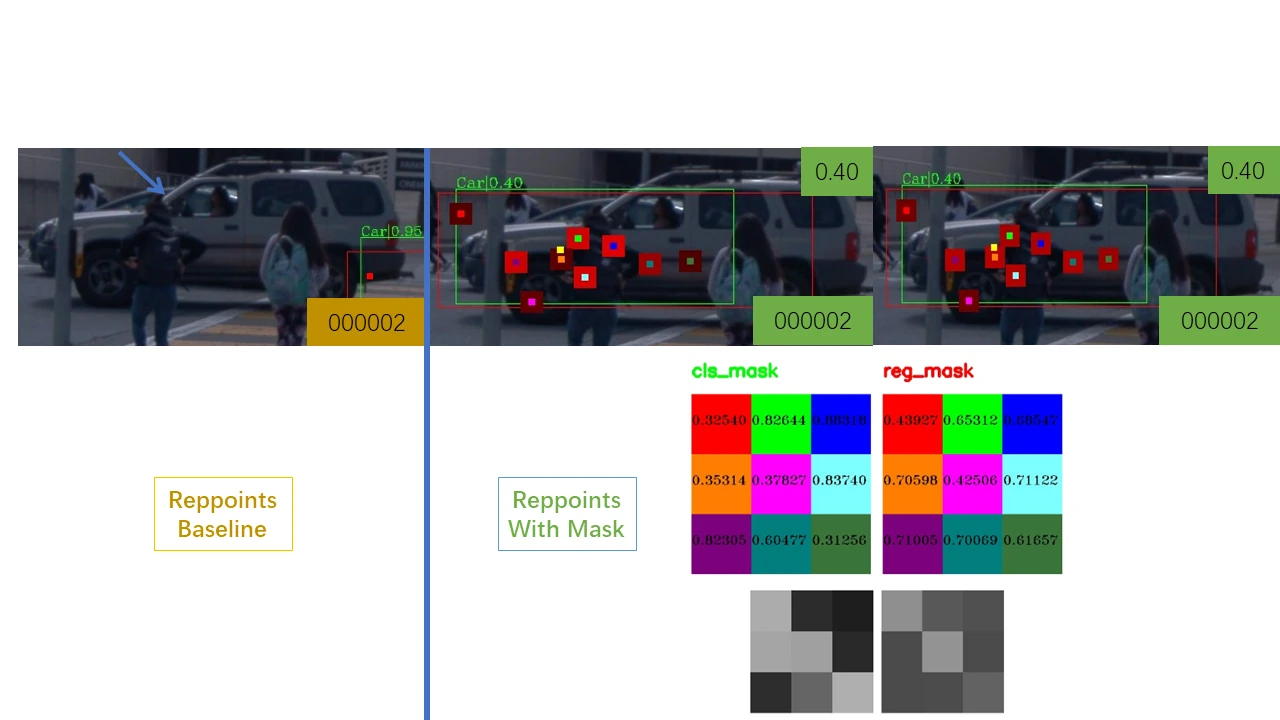 Car|0.95
000002
Car|0.40
0.40
000002
Car|0.40
0.40
000002
cls_mask
reg_mask
0.32540 0.82644 0.88318
0.35314 0.37827 0.83740
0.82305 0.60477 0.31256
0.43927 0.65312 0.68547
0.70598 0.42506 0.71122
0.71005 0.70069 0.61657
Reppoints
Baseline
Reppoints
With Mask